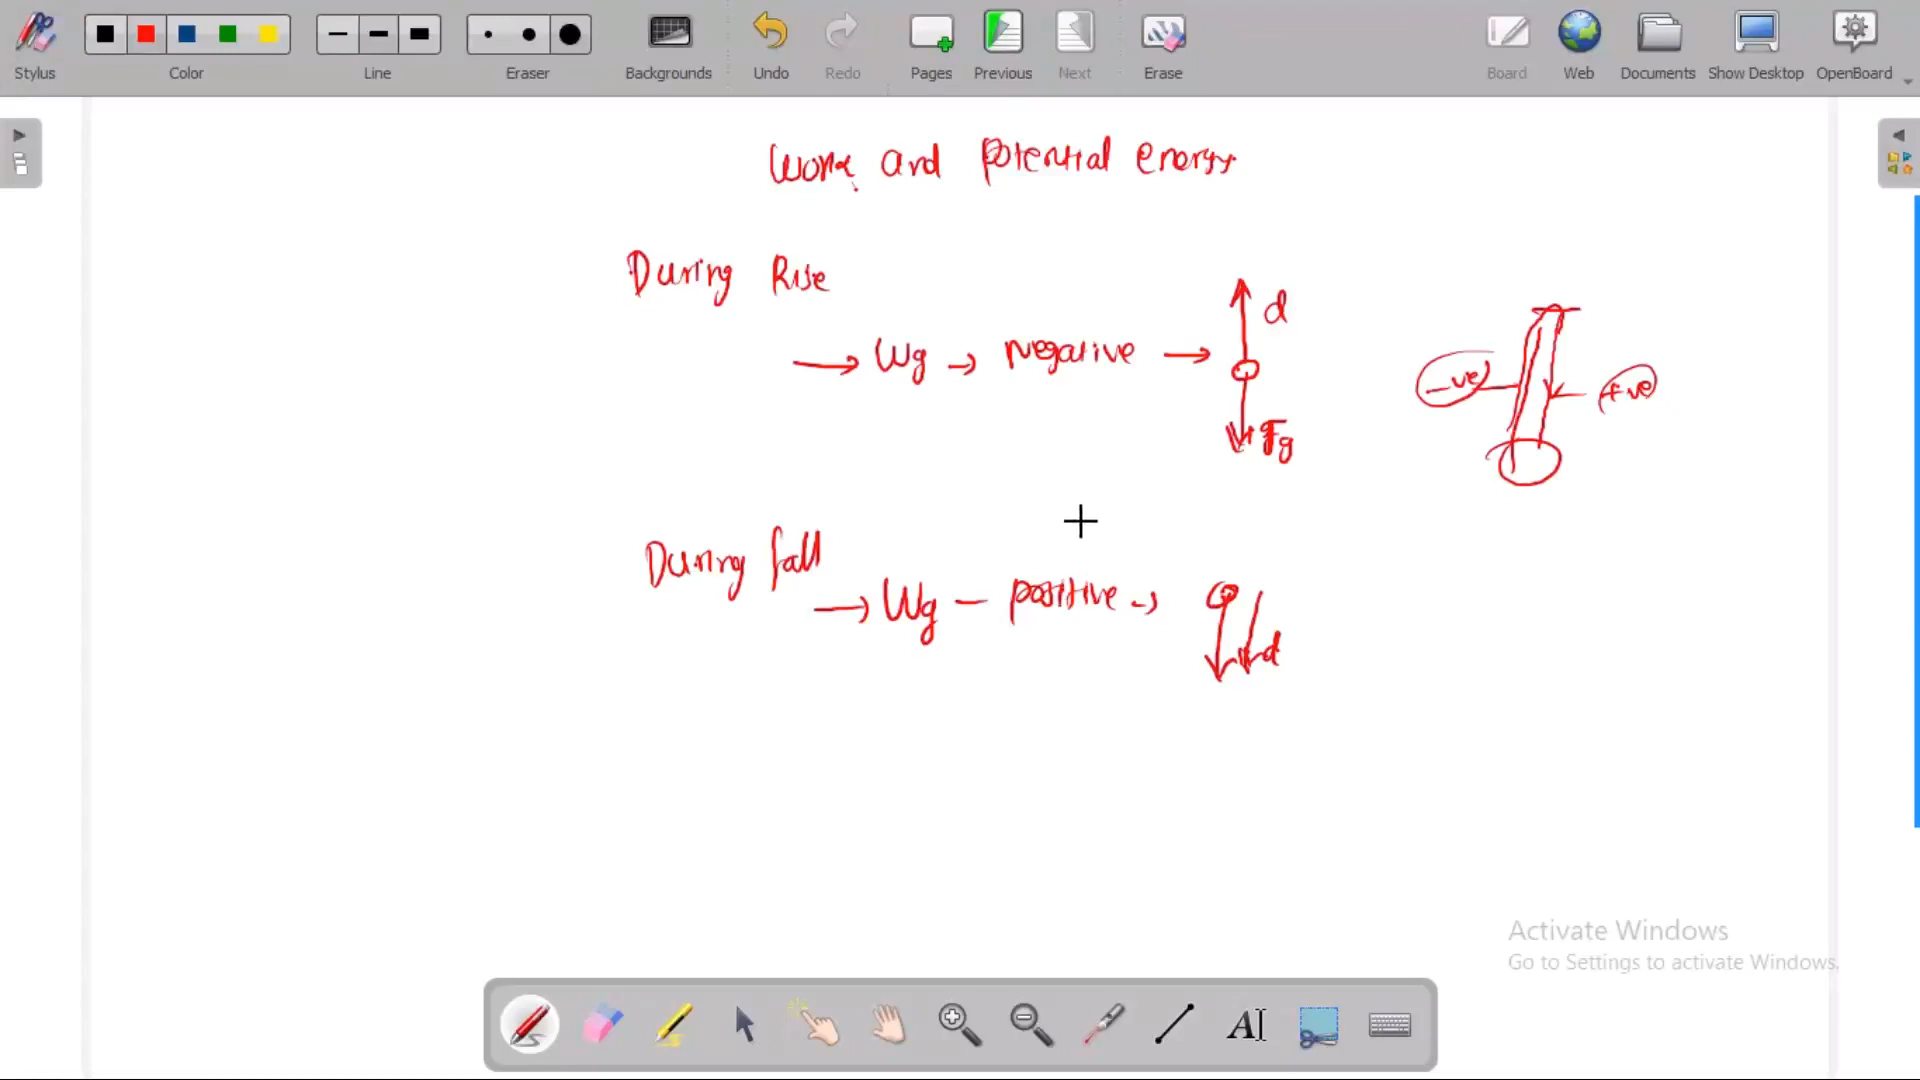 Stylus
Color
Line
Eraser
Backgrounds
Undo
Redo
Pages
Previous
Next
Erase
Board
Web
Documents
Show Desktop
OpenBoard
Work and potential energy
During Rise
→ Wg → negative →
d
Fg
-ve
+ve
During fall
→ Wg - positive →
d
Activate Windows
Go to Settings to activate Windows.
A